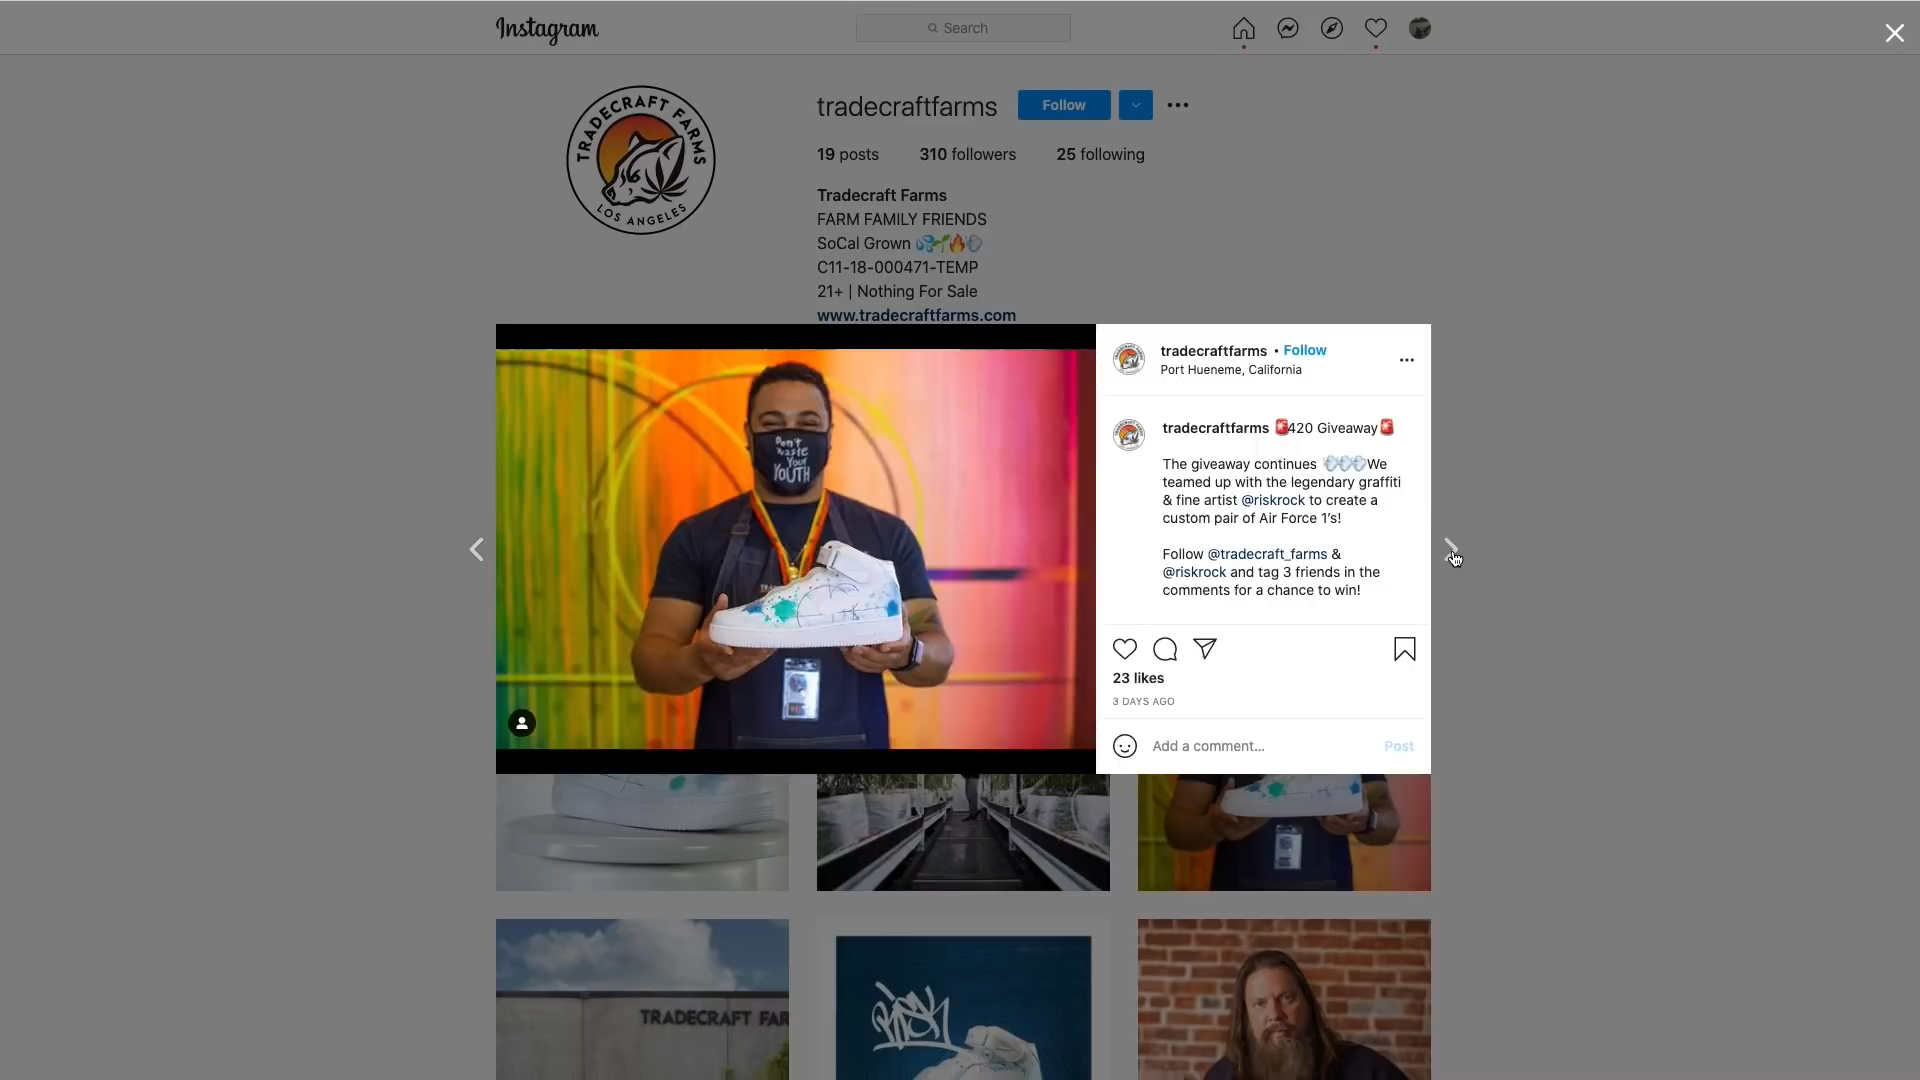 Instagram
Search
TRADECRAFT FARMS
LOS ANGELES
tradecraftfarms
Follow
19 posts 310 followers 25 following
Tradecraft Farms
FARM FAMILY FRIENDS
SoCal Grown 💦🌱🔥💨
C11-18-000471-TEMP
21+ | Nothing For Sale
www.tradecraftfarms.com
Don't
Waste
Your
YOUTH
tradecraftfarms • Follow
Port Hueneme, California
tradecraftfarms 🚨420 Giveaway🚨
The giveaway continues 💨💨💨We
teamed up with the legendary graffiti
& fine artist @riskrock to create a
custom pair of Air Force 1's!
Follow @tradecraft_farms &
@riskrock and tag 3 friends in the
comments for a chance to win!
23 likes
3 DAYS AGO
Add a comment...
Post
TRADECRAFT FAR
RISK